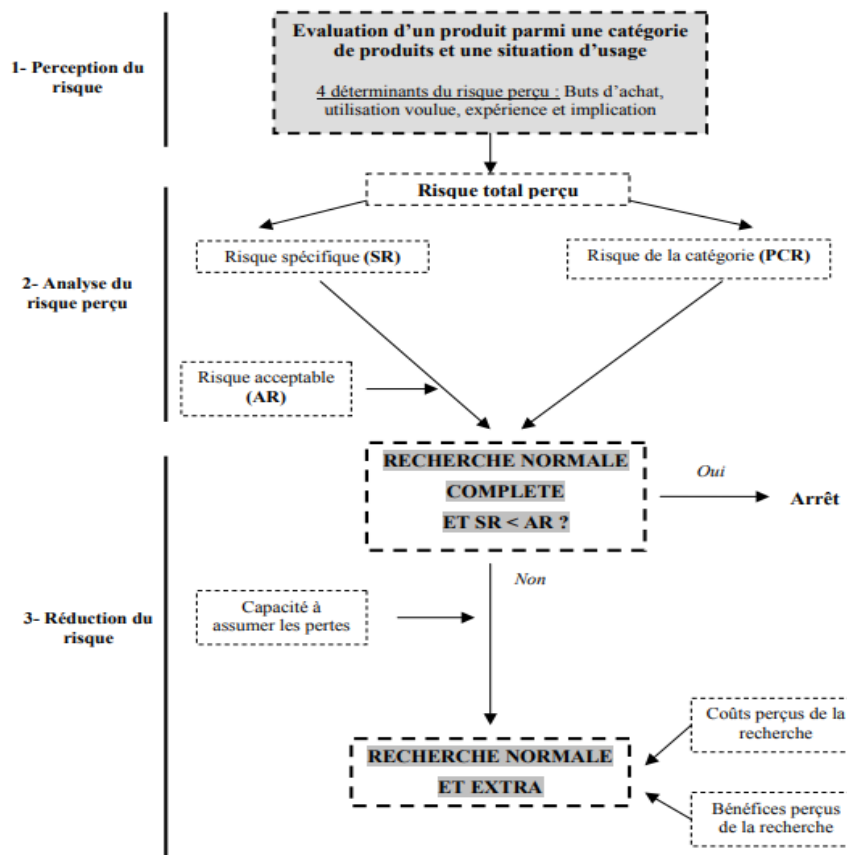 Evaluation d'un produit parmi une catégorie
de produits et une situation d'usage
1- Perception du
risque
4 déterminants du risque perçu : Buts d'achat,
utilisation voulue, expérience et implication
Risque total perçu
Risque spécifique (SR)
Risque de la catégorie (PCR)
2- Analyse du
risque perçu
Risque acceptable
(AR)
RECHERCHE NORMALE
COMPLETE
ET SR < AR ?
Oui
Arrêt
Non
3- Réduction du
risque
Capacité à
assumer les pertes
Coûts perçus de la
recherche
RECHERCHE NORMALE
ET EXTRA
Bénéfices perçus
de la recherche